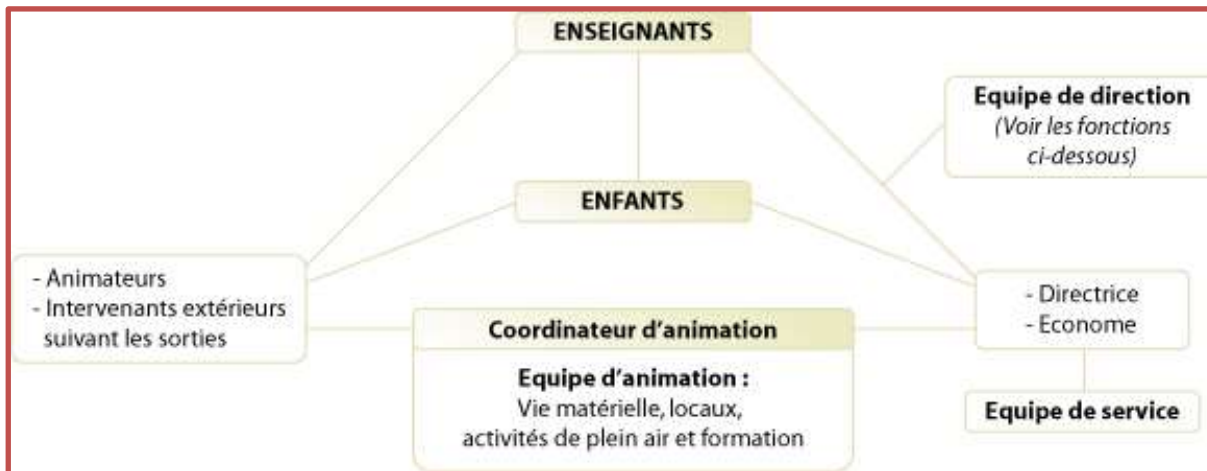 ENSEIGNANTS
Equipe de direction
(Voir les fonctions
ci-dessous)
ENFANTS
- Animateurs
- Intervenants extérieurs
suivant les sorties
Coordinateur d’animation
Equipe d’animation :
Vie matérielle, locaux,
activités de plein air et formation
- Directrice
- Econome
Equipe de service